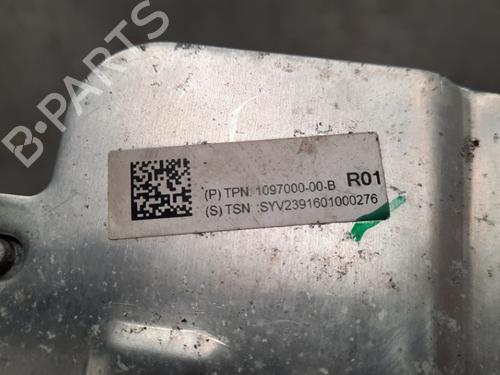 B-PARTS
(P) TPN :1097000-00-B R01
(S) TSN :SYV2391601000276